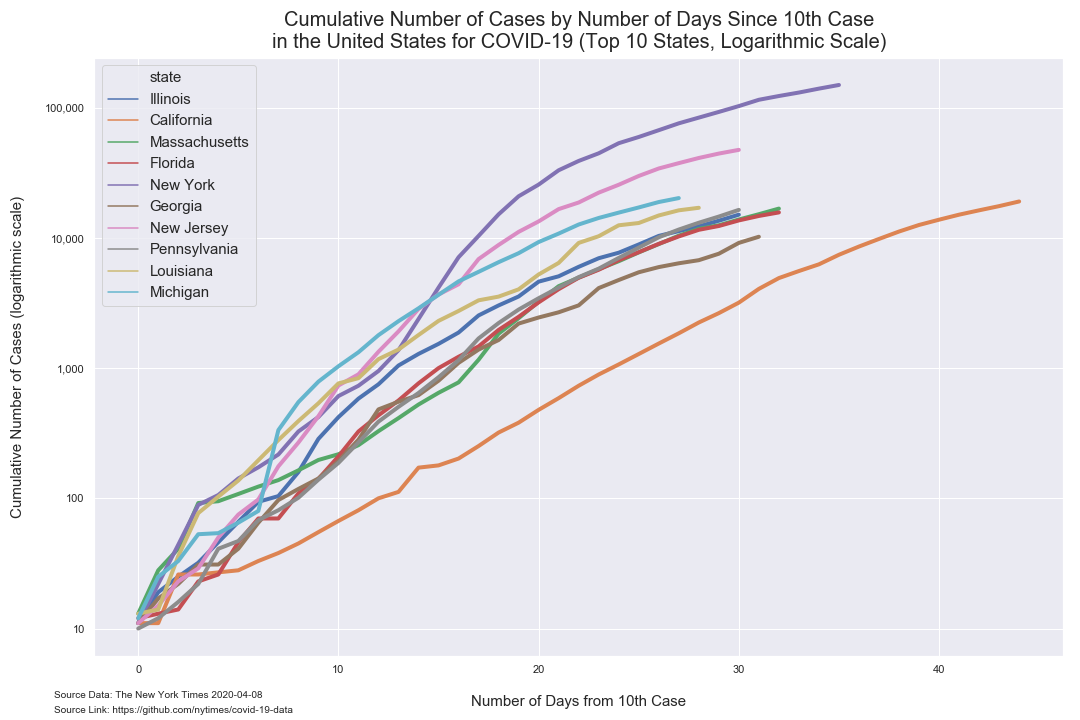 Cumulative Number of Cases by Number of Days Since 10th Case
in the United States for COVID-19 (Top 10 States, Logarithmic Scale)
state
Illinois
California
Massachusetts
Florida
New York
Georgia
New Jersey
Pennsylvania
Louisiana
Michigan
Cumulative Number of Cases (logarithmic scale)
100,000
10,000
1,000
100
10
0
10
20
30
40
Number of Days from 10th Case
Source Data: The New York Times 2020-04-08
Source Link: https://github.com/nytimes/covid-19-data